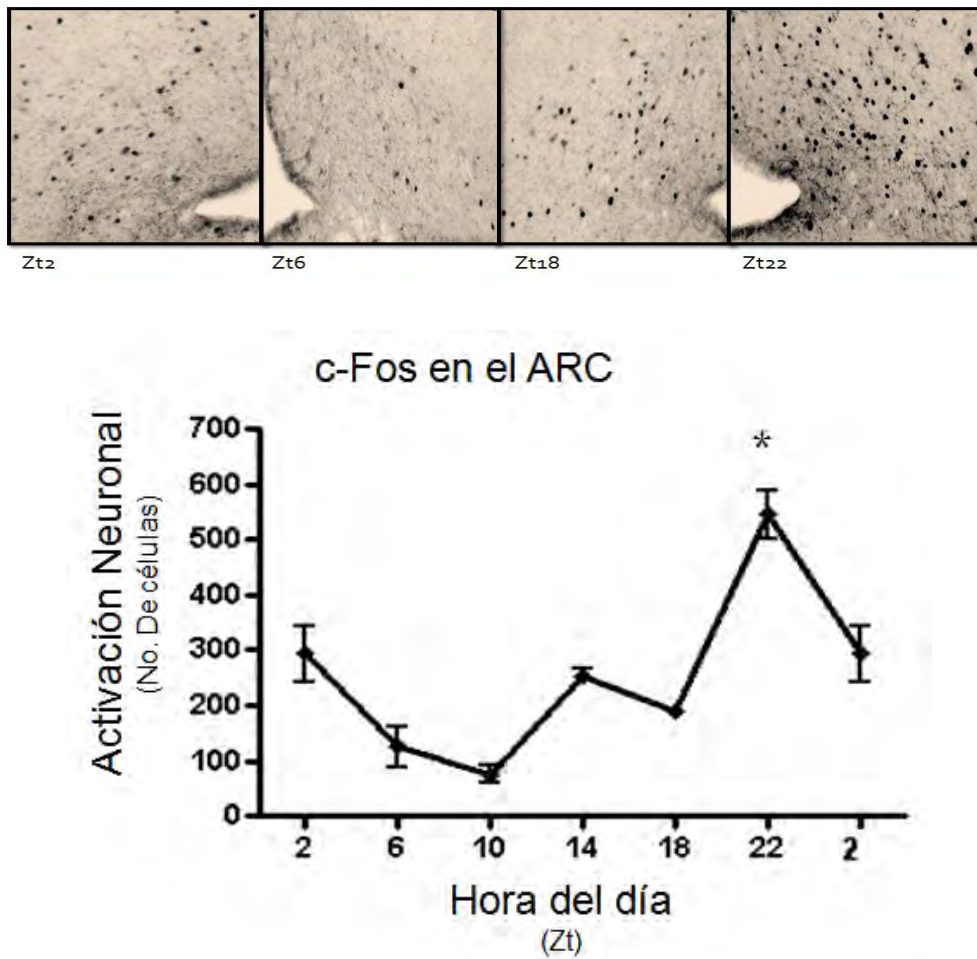 Zt2 Zt6 Zt18 Zt22
c-Fos en el ARC
Activación Neuronal
(No. De células)
700
600
500
400
300
200
100
0
*
2 6 10 14 18 22 2
Hora del día
(Zt)